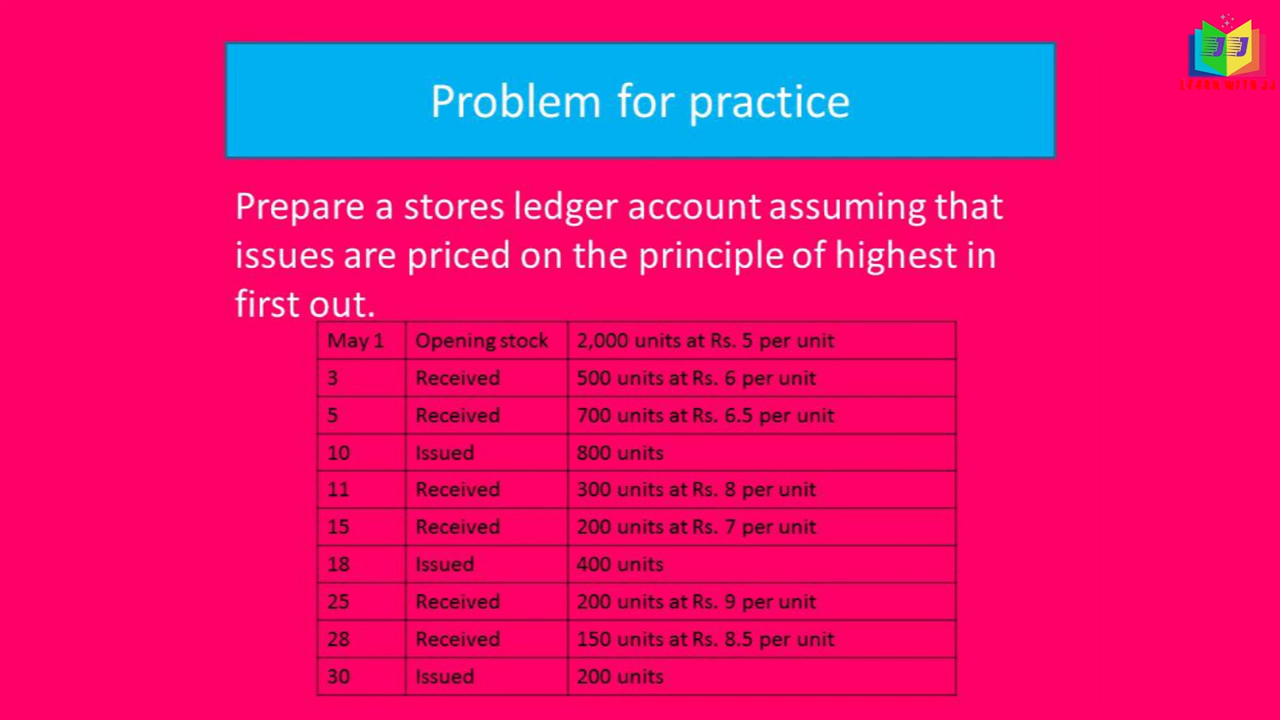 LEARN WITH JJ
Problem for practice
Prepare a stores ledger account assuming that
issues are priced on the principle of highest in
first out.
May 1 Opening stock 2,000 units at Rs. 5 per unit
3 Received 500 units at Rs. 6 per unit
5 Received 700 units at Rs. 6.5 per unit
10 Issued 800 units
11 Received 300 units at Rs. 8 per unit
15 Received 200 units at Rs. 7 per unit
18 Issued 400 units
25 Received 200 units at Rs. 9 per unit
28 Received 150 units at Rs. 8.5 per unit
30 Issued 200 units